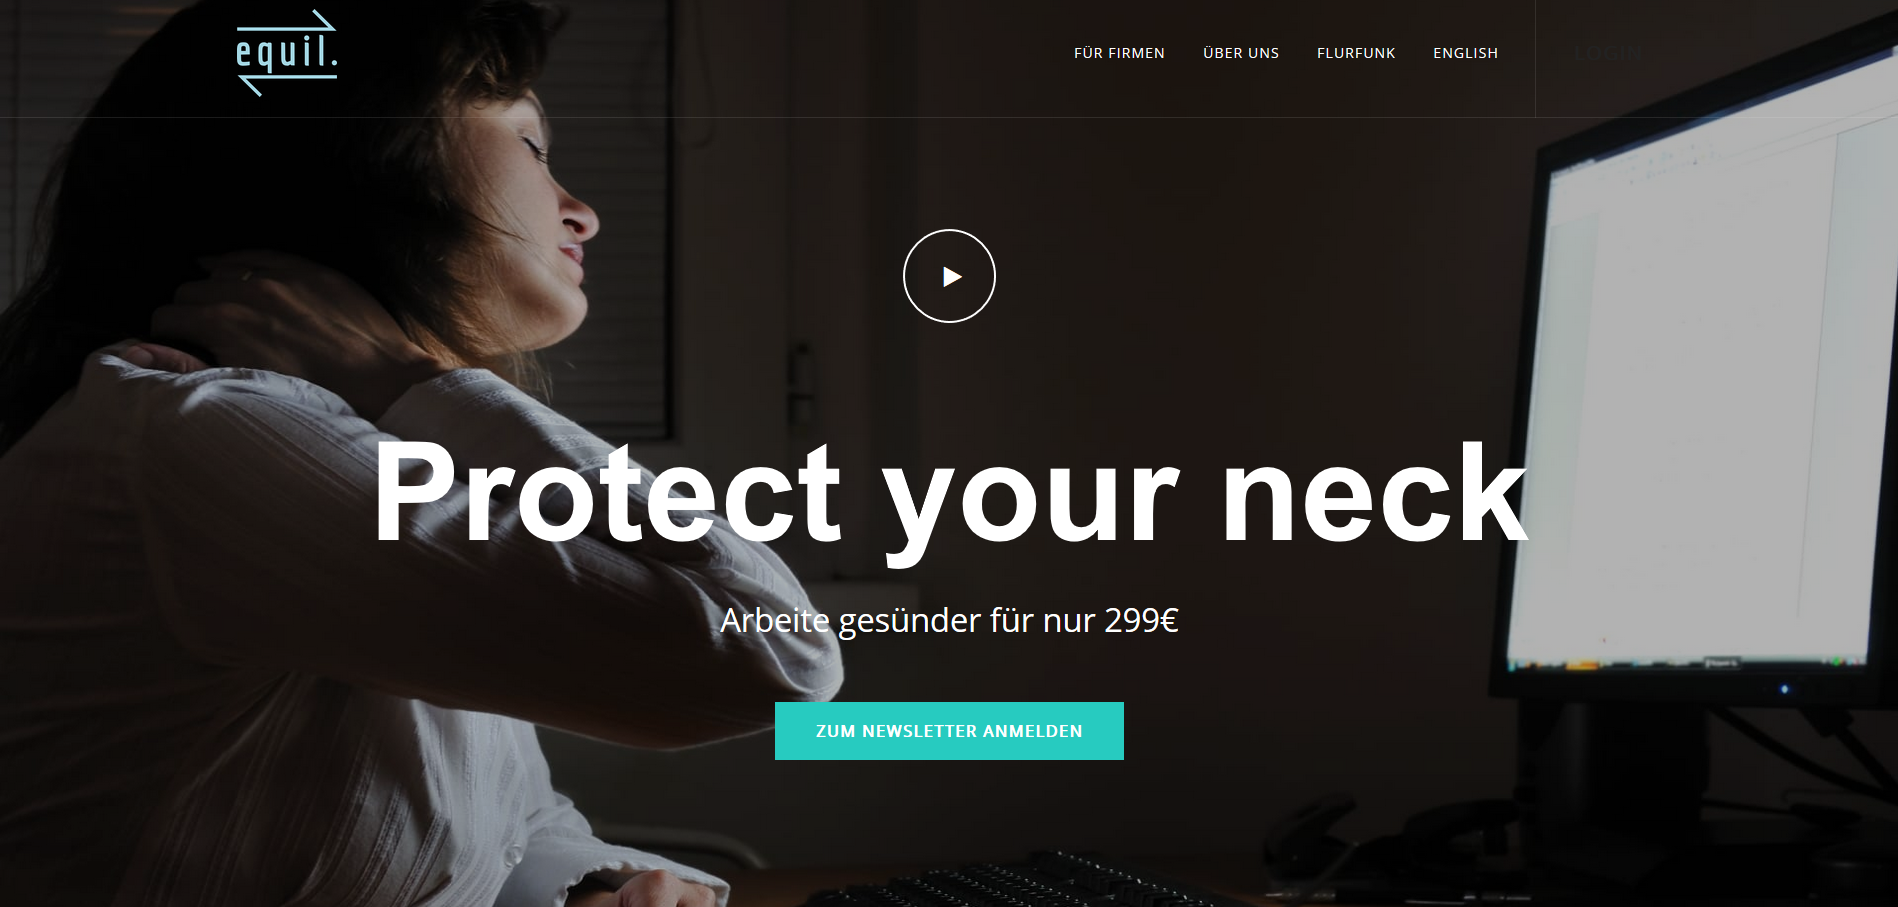 equil.
FÜR FIRMEN
ÜBER UNS
FLURFUNK
ENGLISH
LOGIN
Protect your neck
Arbeite gesünder für nur 299€
ZUM NEWSLETTER ANMELDEN